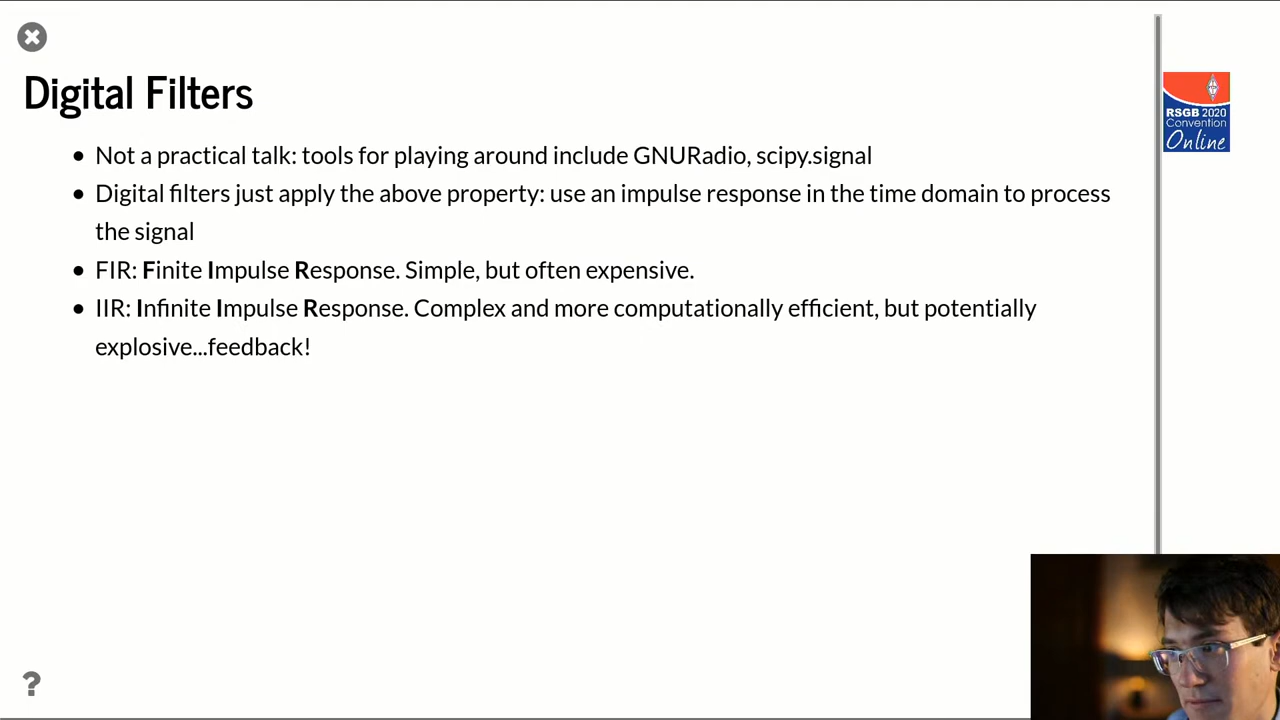 Digital Filters
Not a practical talk: tools for playing around include GNURadio, scipy.signal
Digital filters just apply the above property: use an impulse response in the time domain to process
the signal
FIR: Finite Impulse Response. Simple, but often expensive.
IIR: Infinite Impulse Response. Complex and more computationally efficient, but potentially
explosive...feedback!
RSGB 2020
Convention
Online
?